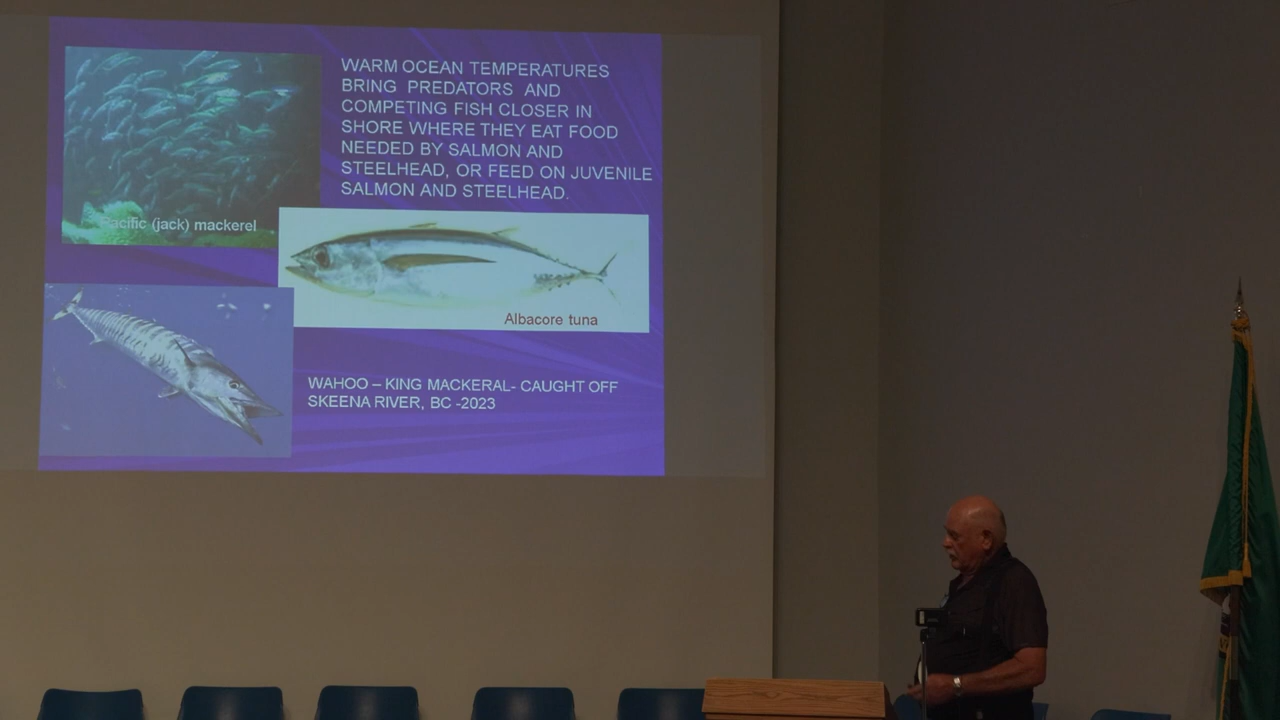 WARM OCEAN TEMPERATURES
BRING PREDATORS AND
COMPETING FISH CLOSER IN
SHORE WHERE THEY EAT FOOD
NEEDED BY SALMON AND
STEELHEAD, OR FEED ON JUVENILE
SALMON AND STEELHEAD.
Pacific (jack) mackerel
Albacore tuna
WAHOO – KING MACKERAL- CAUGHT OFF
SKEENA RIVER, BC -2023